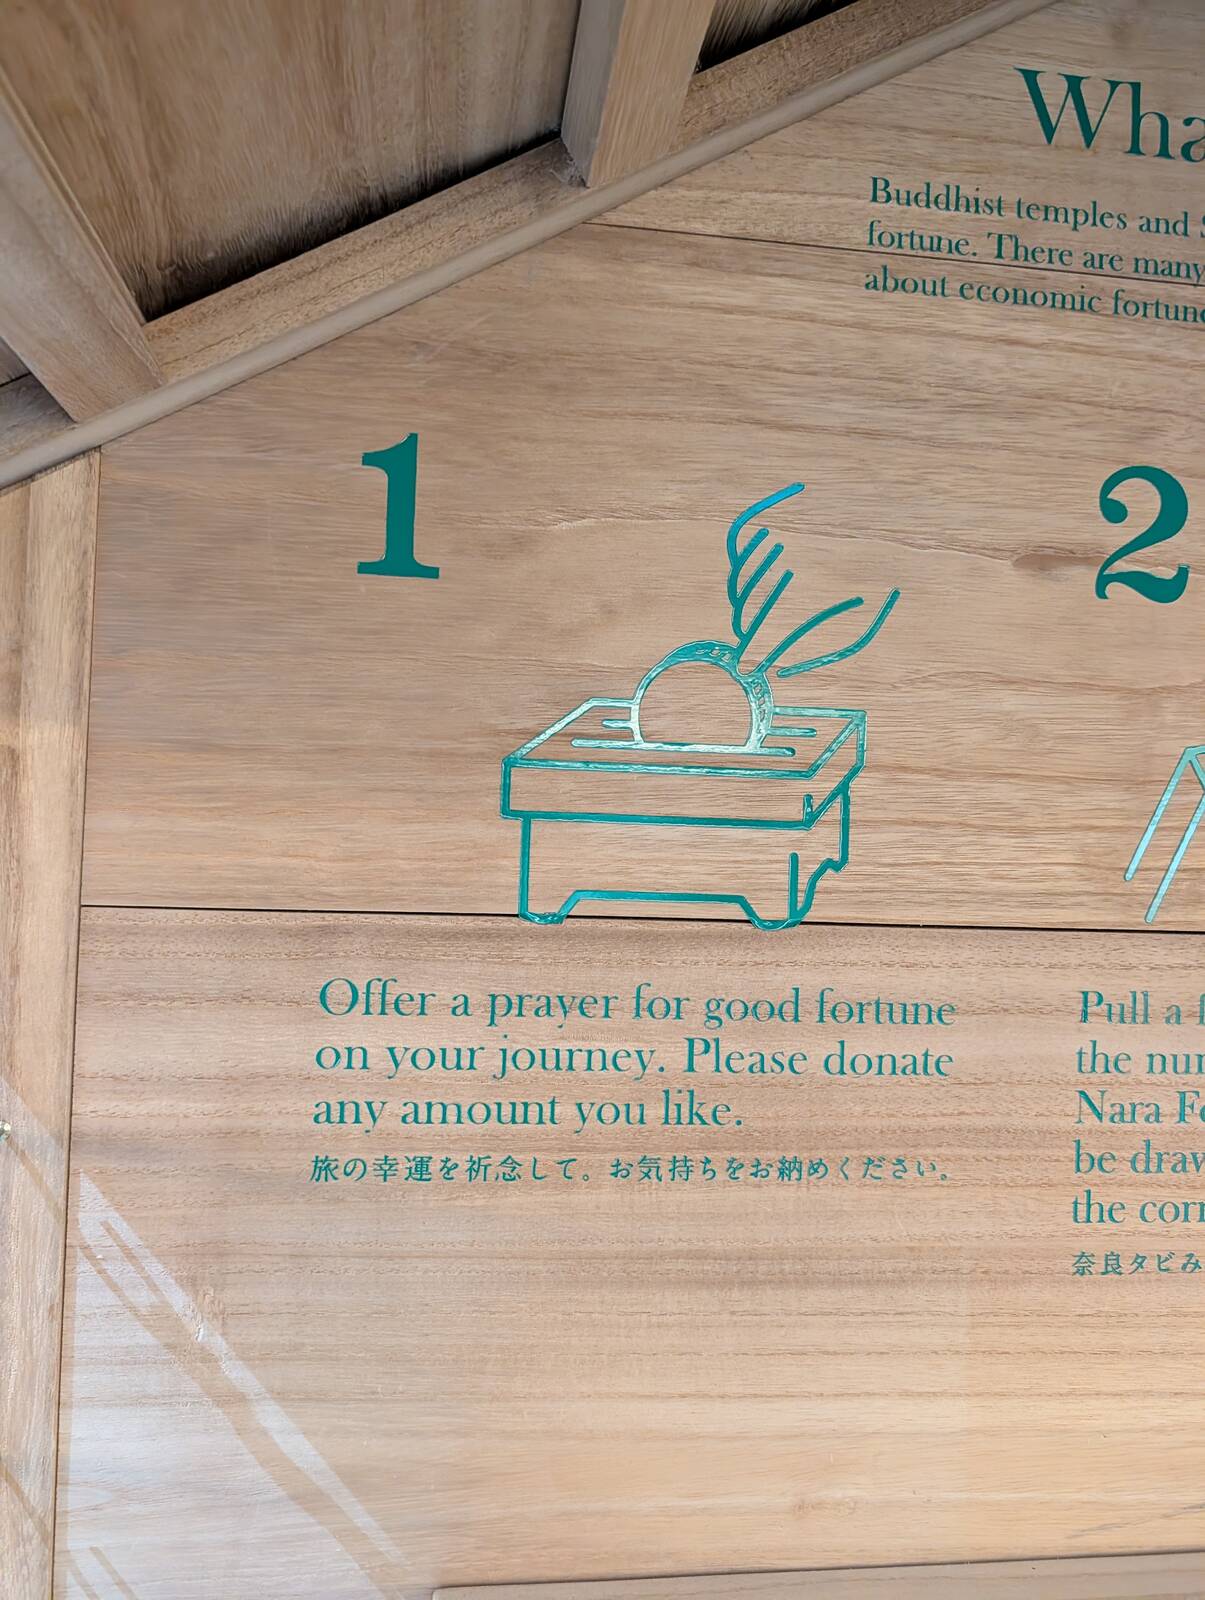 Wha
Buddhist temples and S
fortune. There are many
about economic fortune
1
2
Offer a prayer for good fortune
on your journey. Please donate
any amount you like.
旅の幸運を祈念して。お気持ちをお納めください。
Pull a f
the num
Nara Fo
be draw
the corr
奈良タビみ